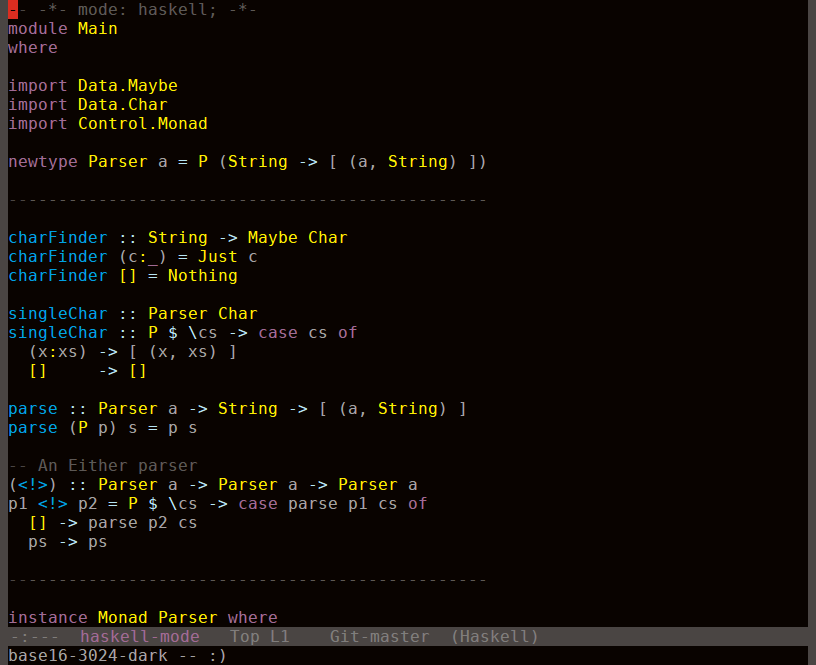 -- -*- mode: haskell; -*-
module Main
where
import Data.Maybe
import Data.Char
import Control.Monad
newtype Parser a = P (String -> [ (a, String) ])
------------------------------------------------
charFinder :: String -> Maybe Char
charFinder (c:_) = Just c
charFinder [] = Nothing
singleChar :: Parser Char
singleChar :: P $ \cs -> case cs of
  (x:xs) -> [ (x, xs) ]
  []     -> []
parse :: Parser a -> String -> [ (a, String) ]
parse (P p) s = p s
-- An Either parser
(<!>) :: Parser a -> Parser a -> Parser a
p1 <!> p2 = P $ \cs -> case parse p1 cs of
  [] -> parse p2 cs
  ps -> ps
------------------------------------------------
instance Monad Parser where
-:---  haskell-mode   Top L1    Git-master  (Haskell)
base16-3024-dark -- :)